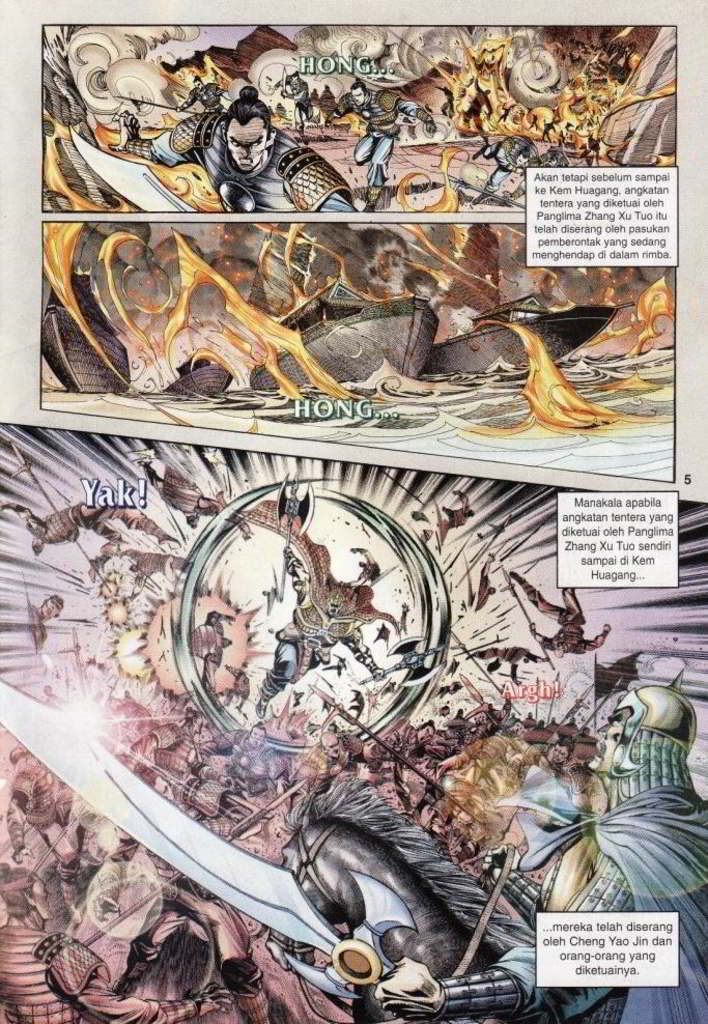 HONG...
Akan tetapi sebelum sampai
ke Kem Huagang, angkatan
tentera yang diketuai oleh
Panglima Zhang Xu Tuo itu
telah diserang oleh pasukan
pemberontak yang sedang
menghendap di dalam rimba.
HONG...
5
Yak!
Manakala apabila
angkatan tentera yang
diketuai oleh Panglima
Zhang Xu Tuo sendiri
sampai di Kem
Huagang...
Argh!
...mereka telah diserang
oleh Cheng Yao Jin dan
orang-orang yang
diketuainya.